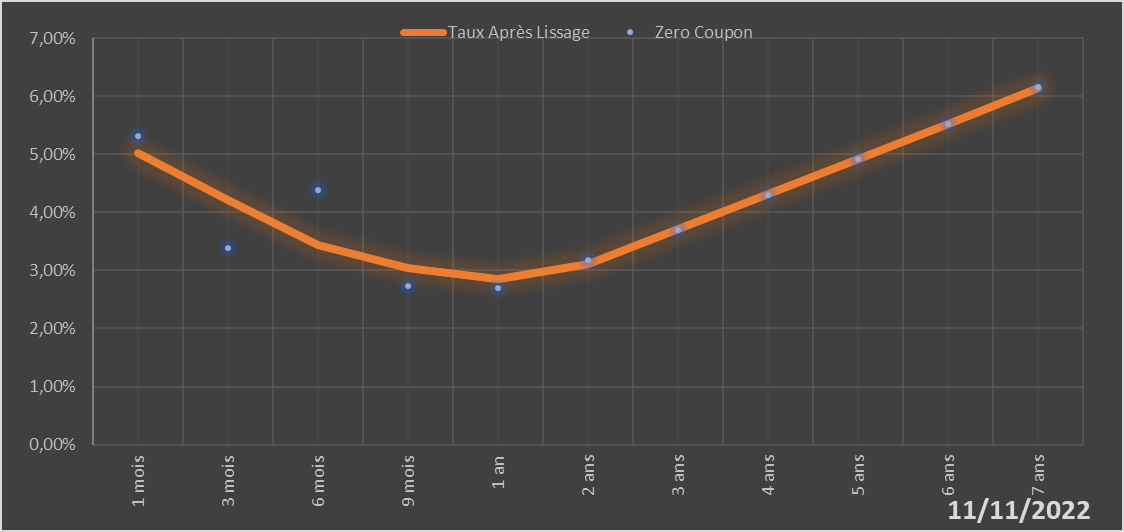 Taux Après Lissage
Zero Coupon
7,00%
6,00%
5,00%
4,00%
3,00%
2,00%
1,00%
0,00%
1 mois
3 mois
6 mois
9 mois
1 an
2 ans
3 ans
4 ans
5 ans
6 ans
7 ans
11/11/2022